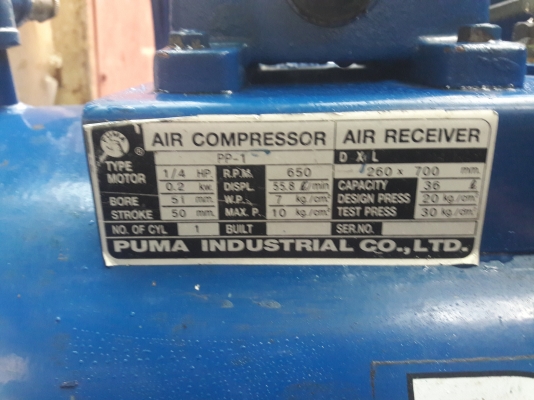 ® AIR COMPRESSOR AIR RECEIVER
TYPE PP-1 D X L
MOTOR 1/4 HP. R.P.M. 650 260 x 700 mm.
0.2 kw. DISPL. 55.8 ℓ/min CAPACITY 36 ℓ
BORE 51 mm. W.P. 7 kg./cm² DESIGN PRESS 20 kg./cm²
STROKE 50 mm. MAX. P. 10 kg./cm² TEST PRESS 30 kg./cm²
NO. OF CYL 1 BUILT SER.NO.
PUMA INDUSTRIAL CO.,LTD.